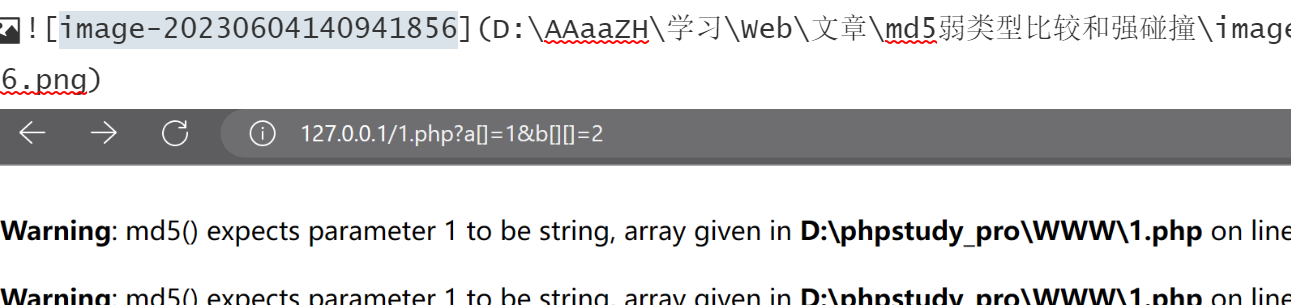 ![image-20230604140941856](D:\AAaaZH\学习\Web\文章\md5弱类型比较和强碰撞\image
6.png)
127.0.0.1/1.php?a[]=1&b[][]=2
Warning: md5() expects parameter 1 to be string, array given in D:\phpstudy_pro\WWW\1.php on line
Warning: md5() expects parameter 1 to be string, array given in D:\phpstudy_pro\WWW\1.php on line